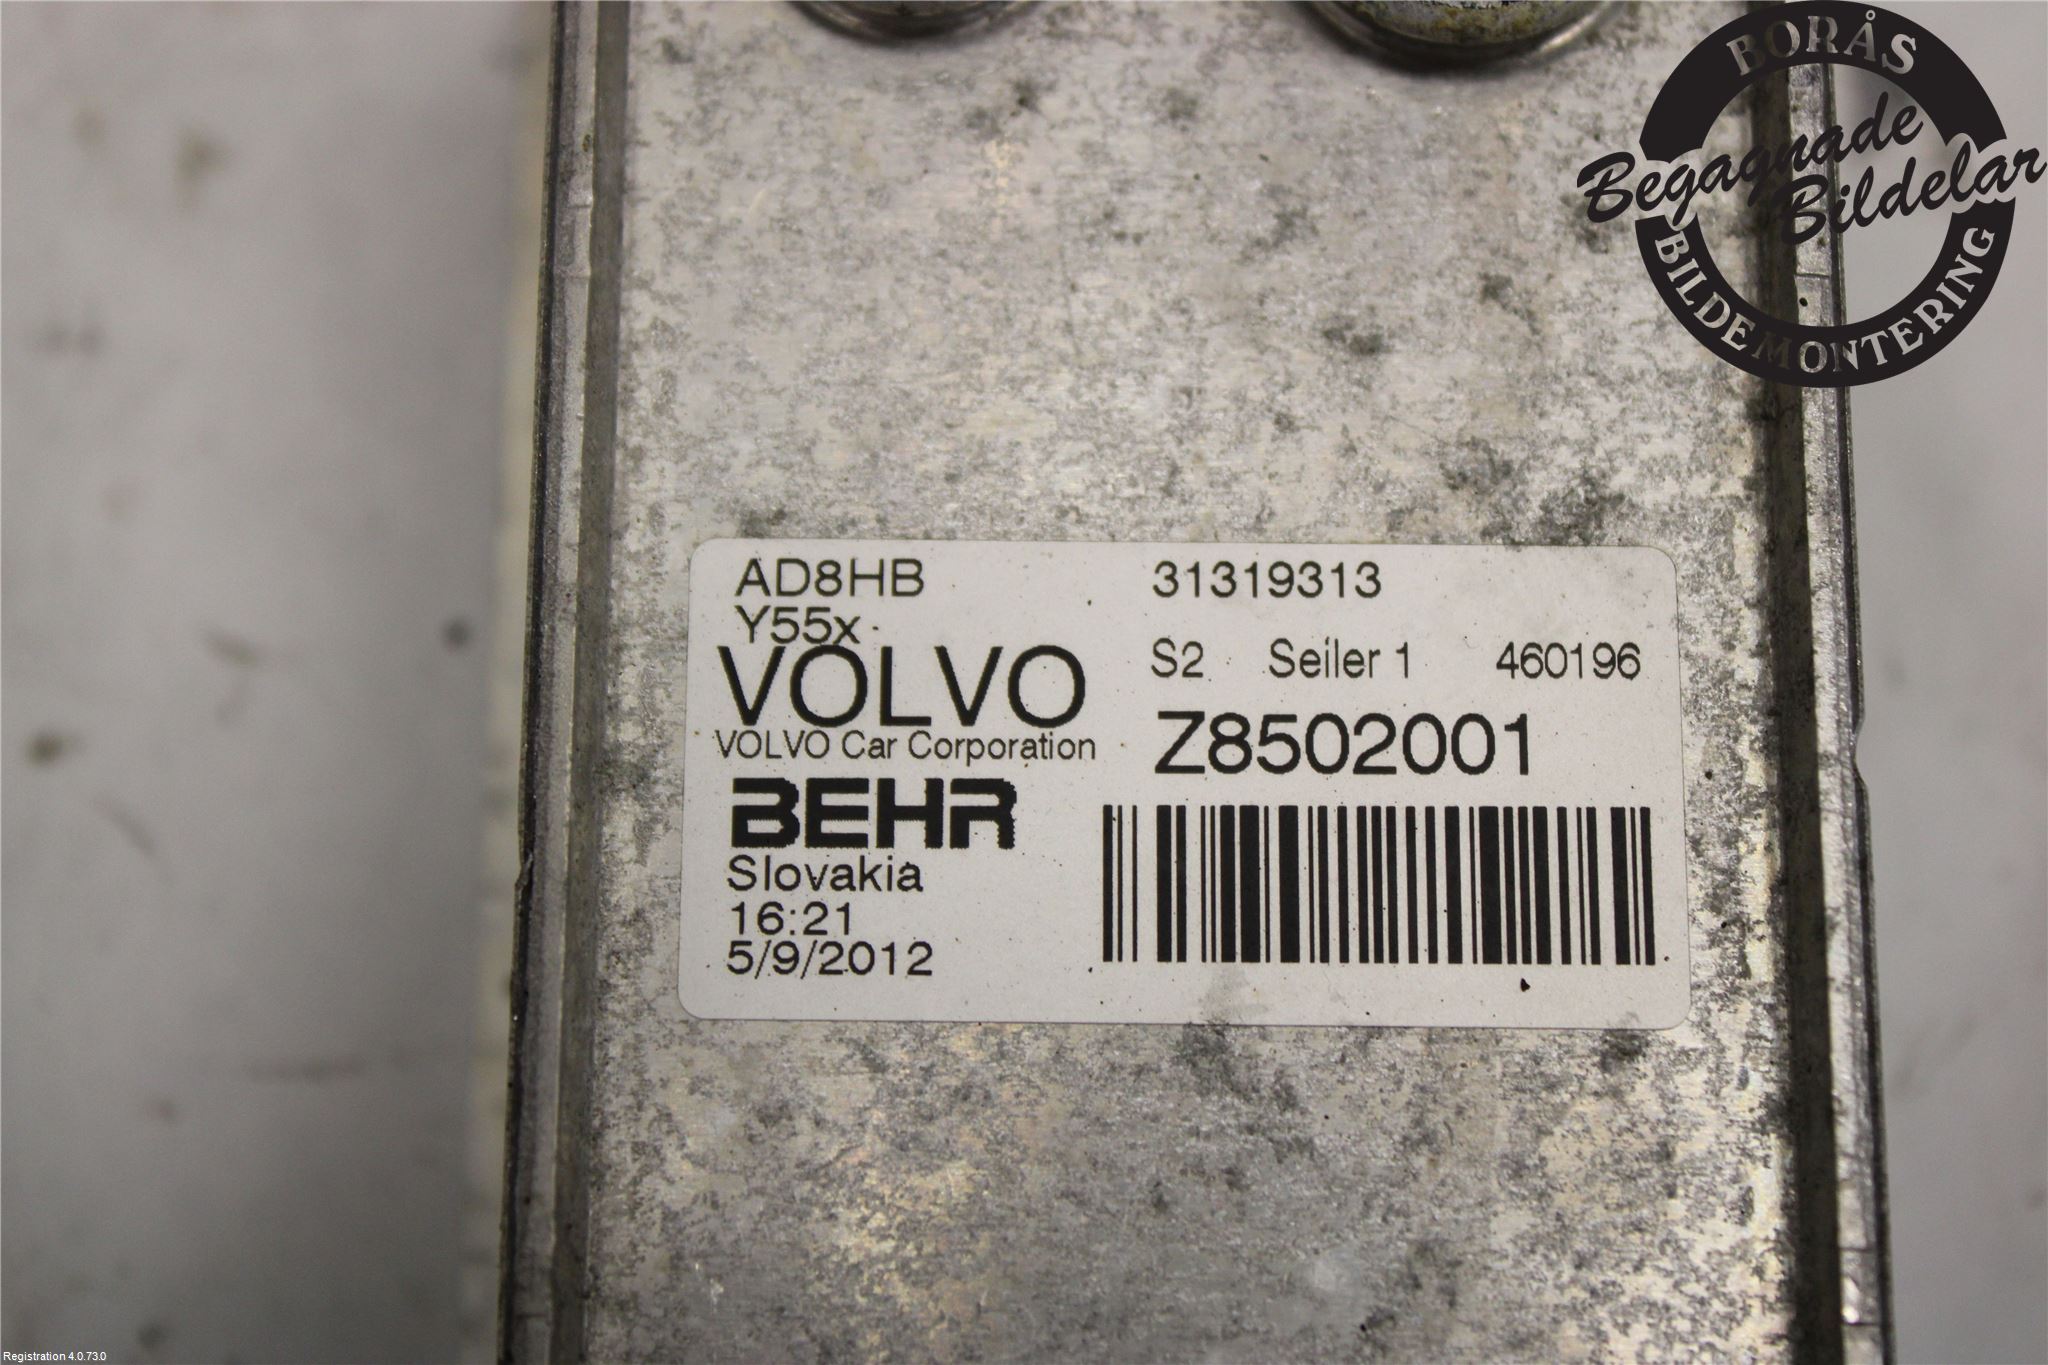 BORÅS
Begagnade
Bildelar
BILDEMONTERING
AD8HB 31319313
Y55x
VOLVO S2 Seiler 1 460196
VOLVO Car Corporation Z8502001
BEHR
Slovakia
16:21
5/9/2012
Registration 4.0.73.0